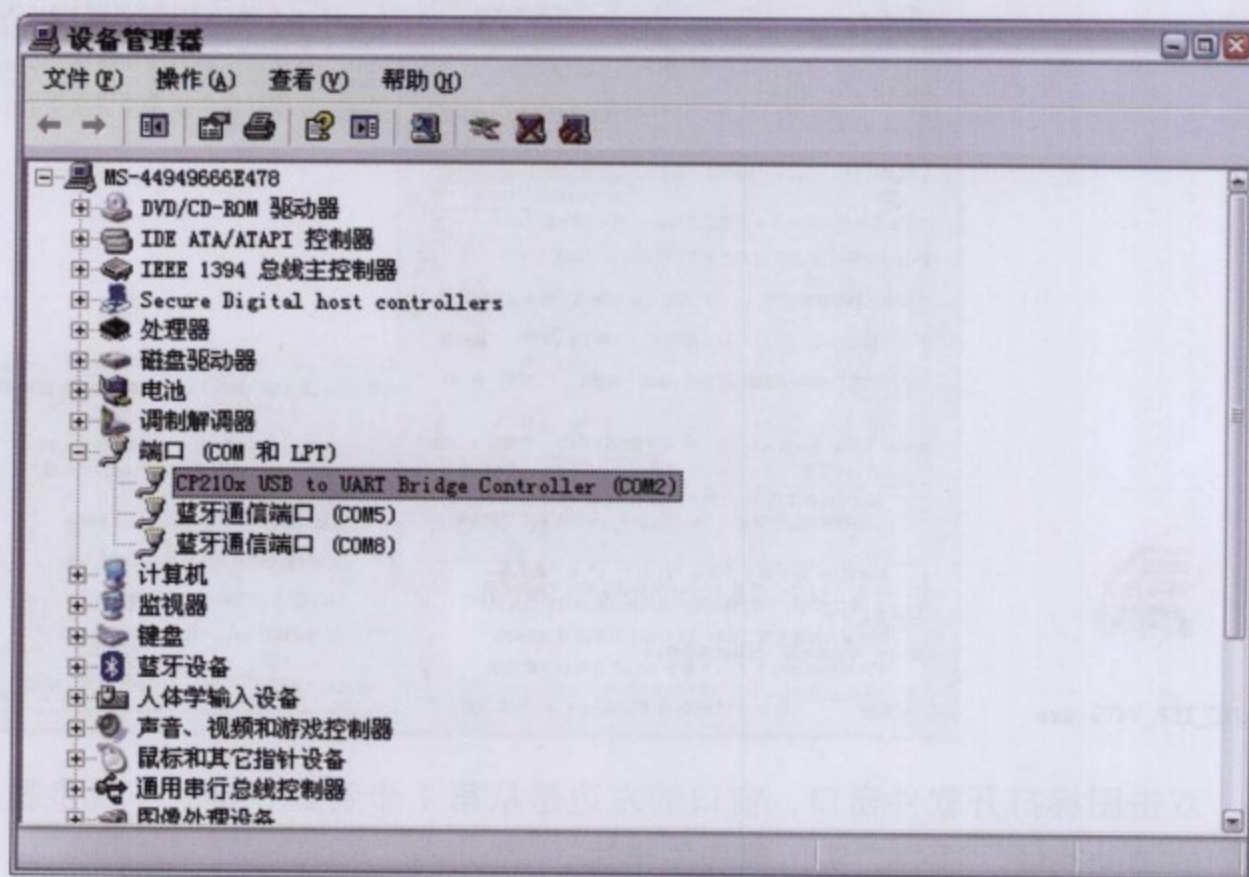 设备管理器
文件(F) 操作(A) 查看(V) 帮助(H)
MS-44949666E478
DVD/CD-ROM 驱动器
IDE ATA/ATAPI 控制器
IEEE 1394 总线主控制器
Secure Digital host controllers
处理器
磁盘驱动器
电池
调制解调器
端口 (COM 和 LPT)
CP210x USB to UART Bridge Controller (COM2)
蓝牙通信端口 (COM5)
蓝牙通信端口 (COM8)
计算机
监视器
键盘
蓝牙设备
人体学输入设备
声音、视频和游戏控制器
鼠标和其它指针设备
通用串行总线控制器
图像处理设备